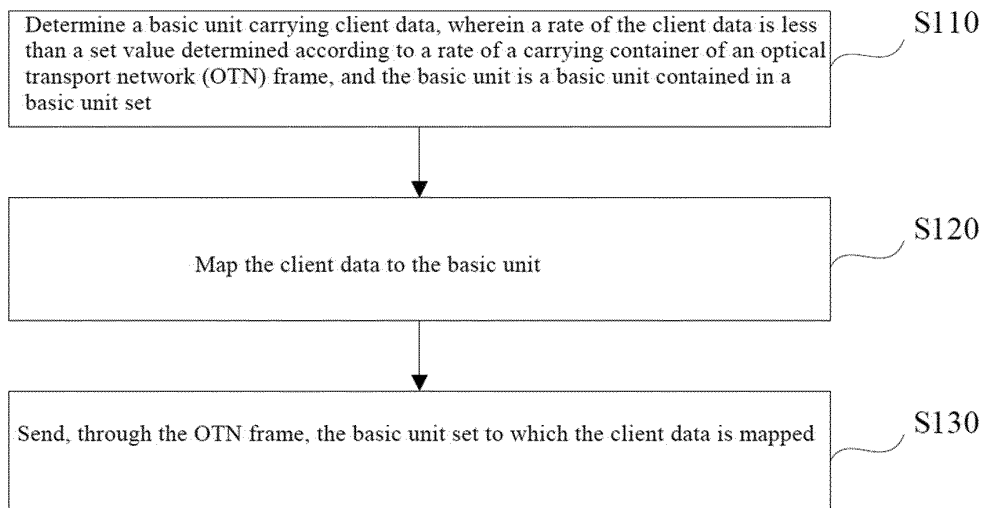 Determine a basic unit carrying client data, wherein a rate of the client data is less
than a set value determined according to a rate of a carrying container of an optical
transport network (OTN) frame, and the basic unit is a basic unit contained in a
basic unit set
S110
Map the client data to the basic unit
S120
Send, through the OTN frame, the basic unit set to which the client data is mapped
S130